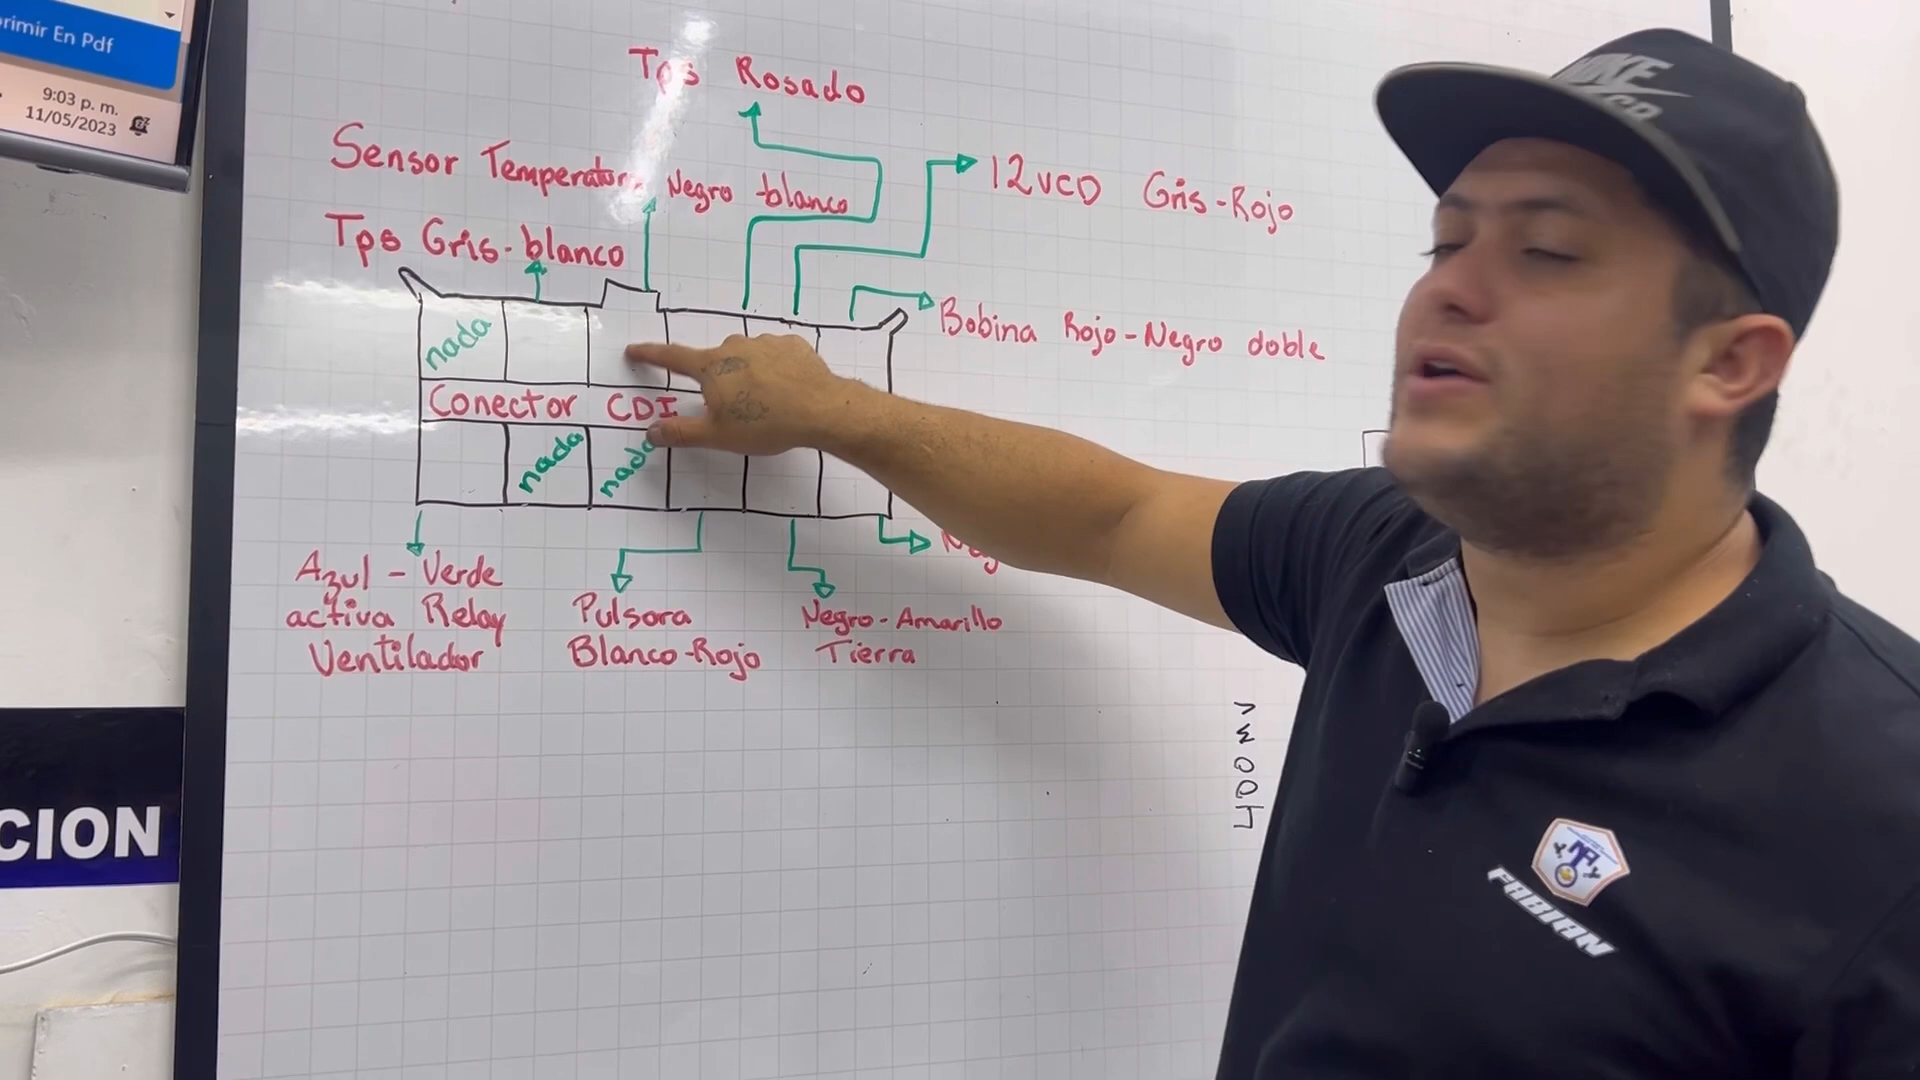 rimir En Pdf
9:03 p. m.
11/05/2023
Tps Rosado
Sensor Temperatura Negro-blanco
12VCD Gris-Rojo
Tps Gris-blanco
Bobina Rojo-Negro doble
nada
Conector CDI
nada
nada
Azul - Verde
activa Relay
Ventilador
Pulsora
Blanco-Rojo
Negro-Amarillo
Tierra
CION
NIKE
FABIAN